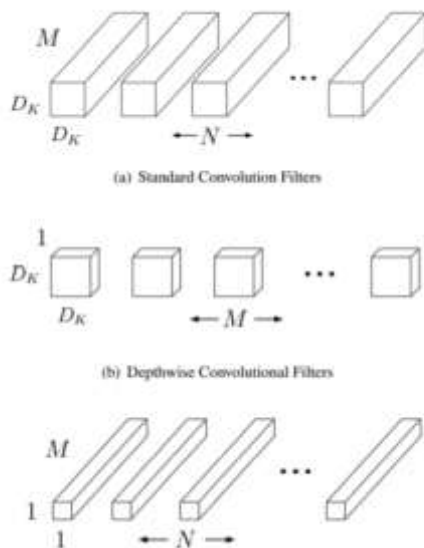 M
D_K
D_K
N
(a) Standard Convolution Filters
1
D_K
D_K
M
(b) Depthwise Convolutional Filters
M
1
1
N